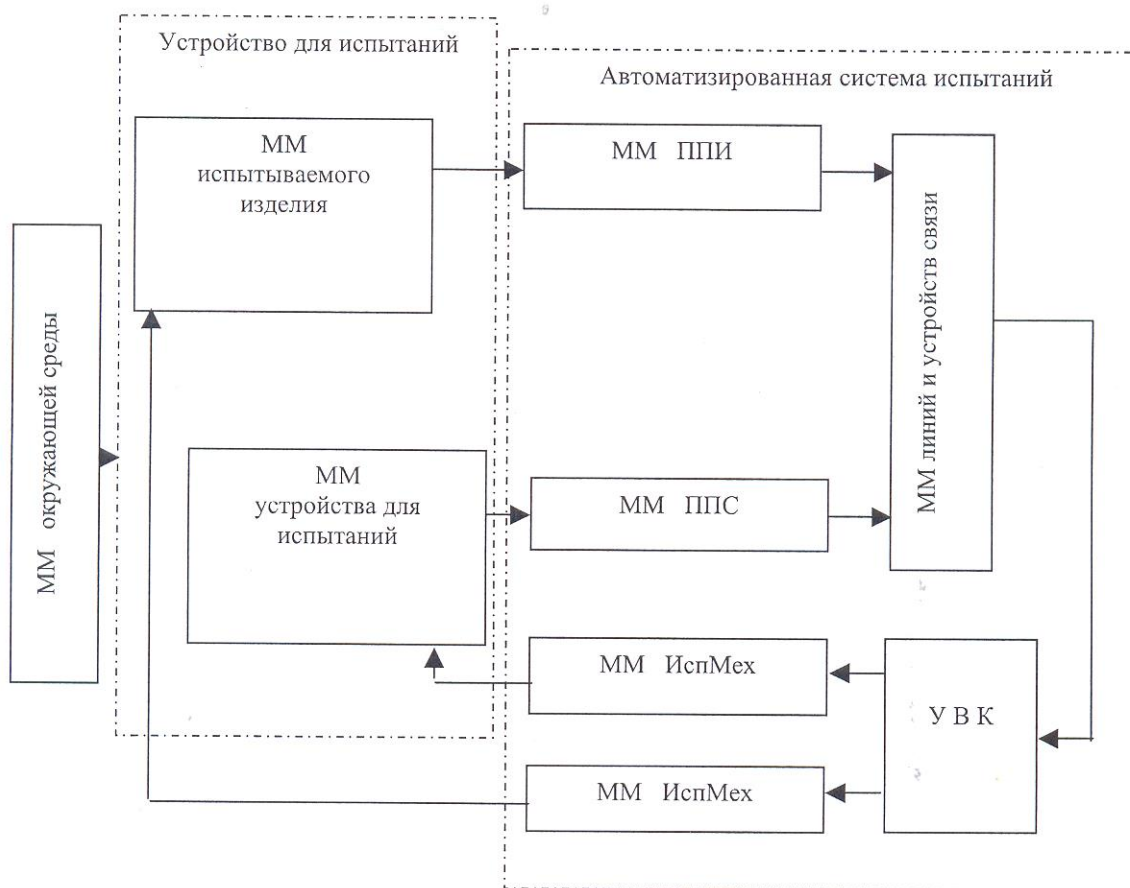 Устройство для испытаний
Автоматизированная система испытаний
ММ
испытываемого
изделия
ММ ППИ
ММ линий и устройств связи
ММ окружающей среды
ММ
устройства для
испытаний
ММ ППС
ММ ИспМех
У В К
ММ ИспМех